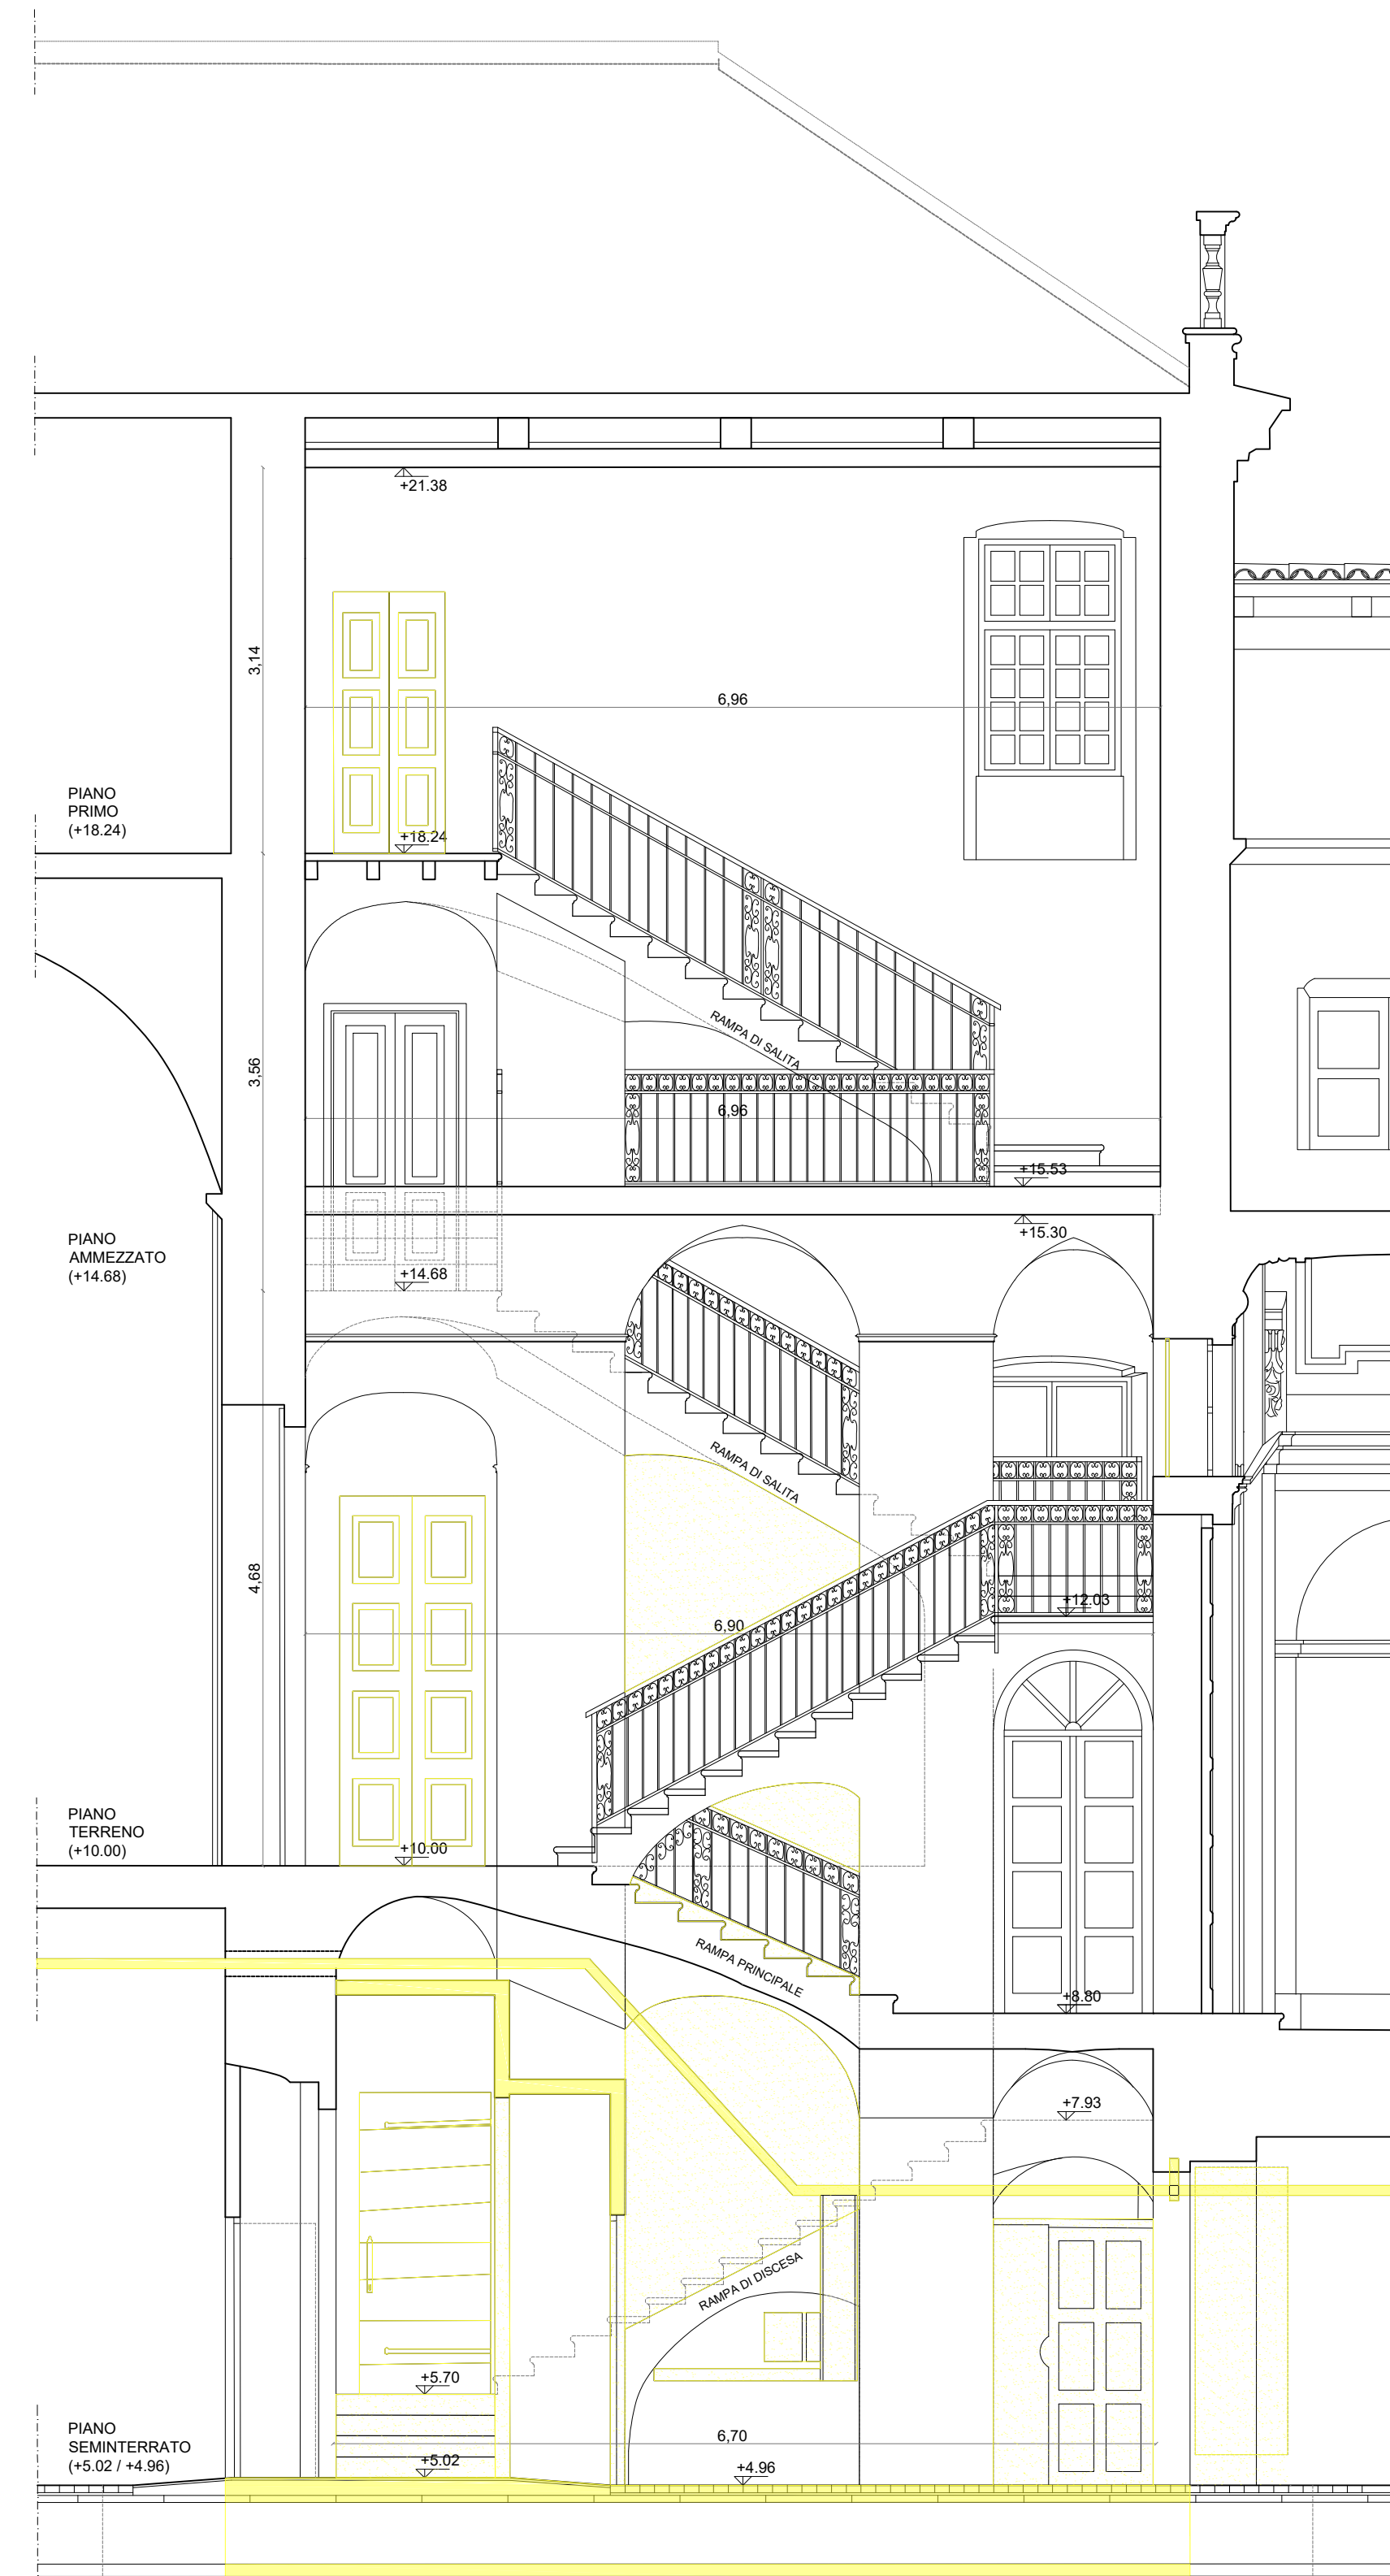 +21.38
3,14
6,96
PIANO
PRIMO
(+18.24)
+18.24
RAMPA DI SALITA
3,56
6,96
+15.53
+15.30
PIANO
AMMEZZATO
(+14.68)
+14.68
RAMPA DI SALITA
4,68
+12.03
6,90
PIANO
TERRENO
(+10.00)
+10.00
RAMPA PRINCIPALE
+8.80
+7.93
RAMPA DI DISCESA
+5.70
PIANO
SEMINTERRATO
(+5.02 / +4.96)
6,70
+5.02
+4.96